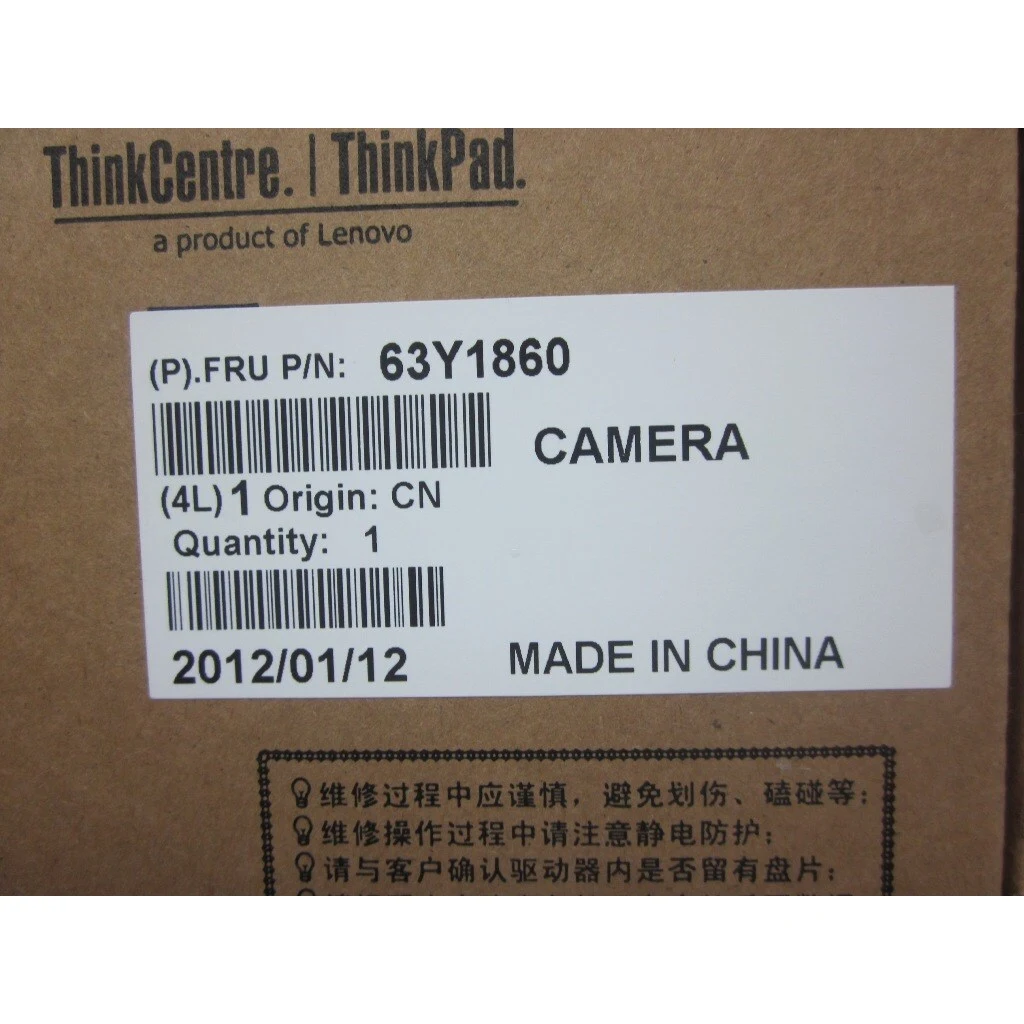 ThinkCentre. | ThinkPad.
a product of Lenovo
(P).FRU P/N: 63Y1860
CAMERA
(4L) 1 Origin: CN
Quantity: 1
2012/01/12 MADE IN CHINA
维修过程中应谨慎，避免划伤、磕碰等；
维修操作过程中请注意静电防护；
请与客户确认驱动器内是否留有盘片；